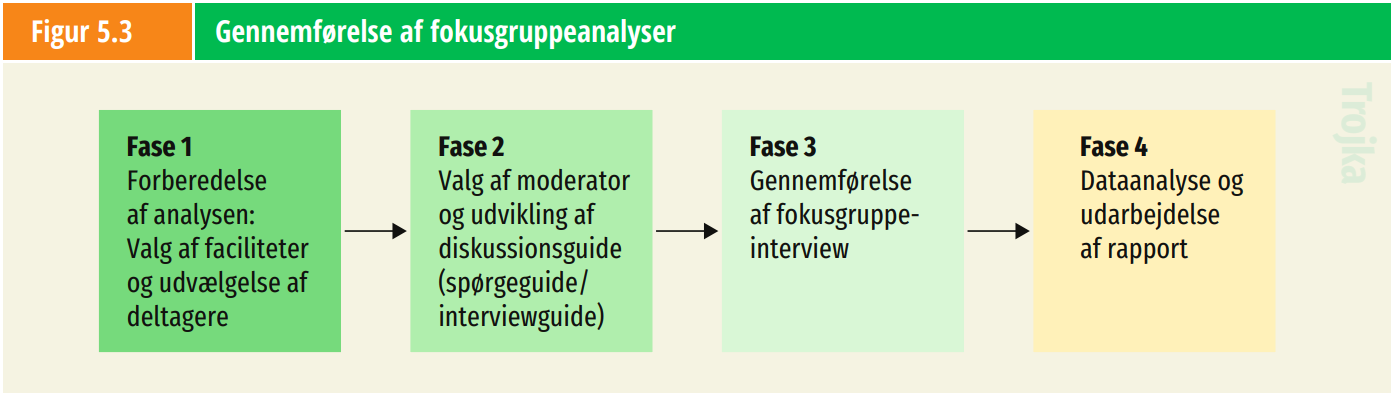 Figur 5.3
Gennemførelse af fokusgruppeanalyser
Trojka
Fase 1
Forberedelse
af analysen:
Valg af faciliteter
og udvælgelse af
deltagere
Fase 2
Valg af moderator
og udvikling af
diskussionsguide
(spørgeguide/
interviewguide)
Fase 3
Gennemførelse
af fokusgruppe-
interview
Fase 4
Dataanalyse og
udarbejdelse
af rapport